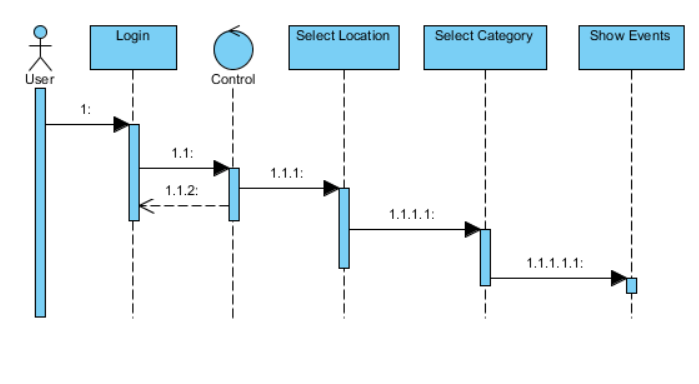 Login
Select Location
Select Category
Show Events
User
Control
1:
1.1:
1.1.1:
1.1.2:
1.1.1.1:
1.1.1.1.1: